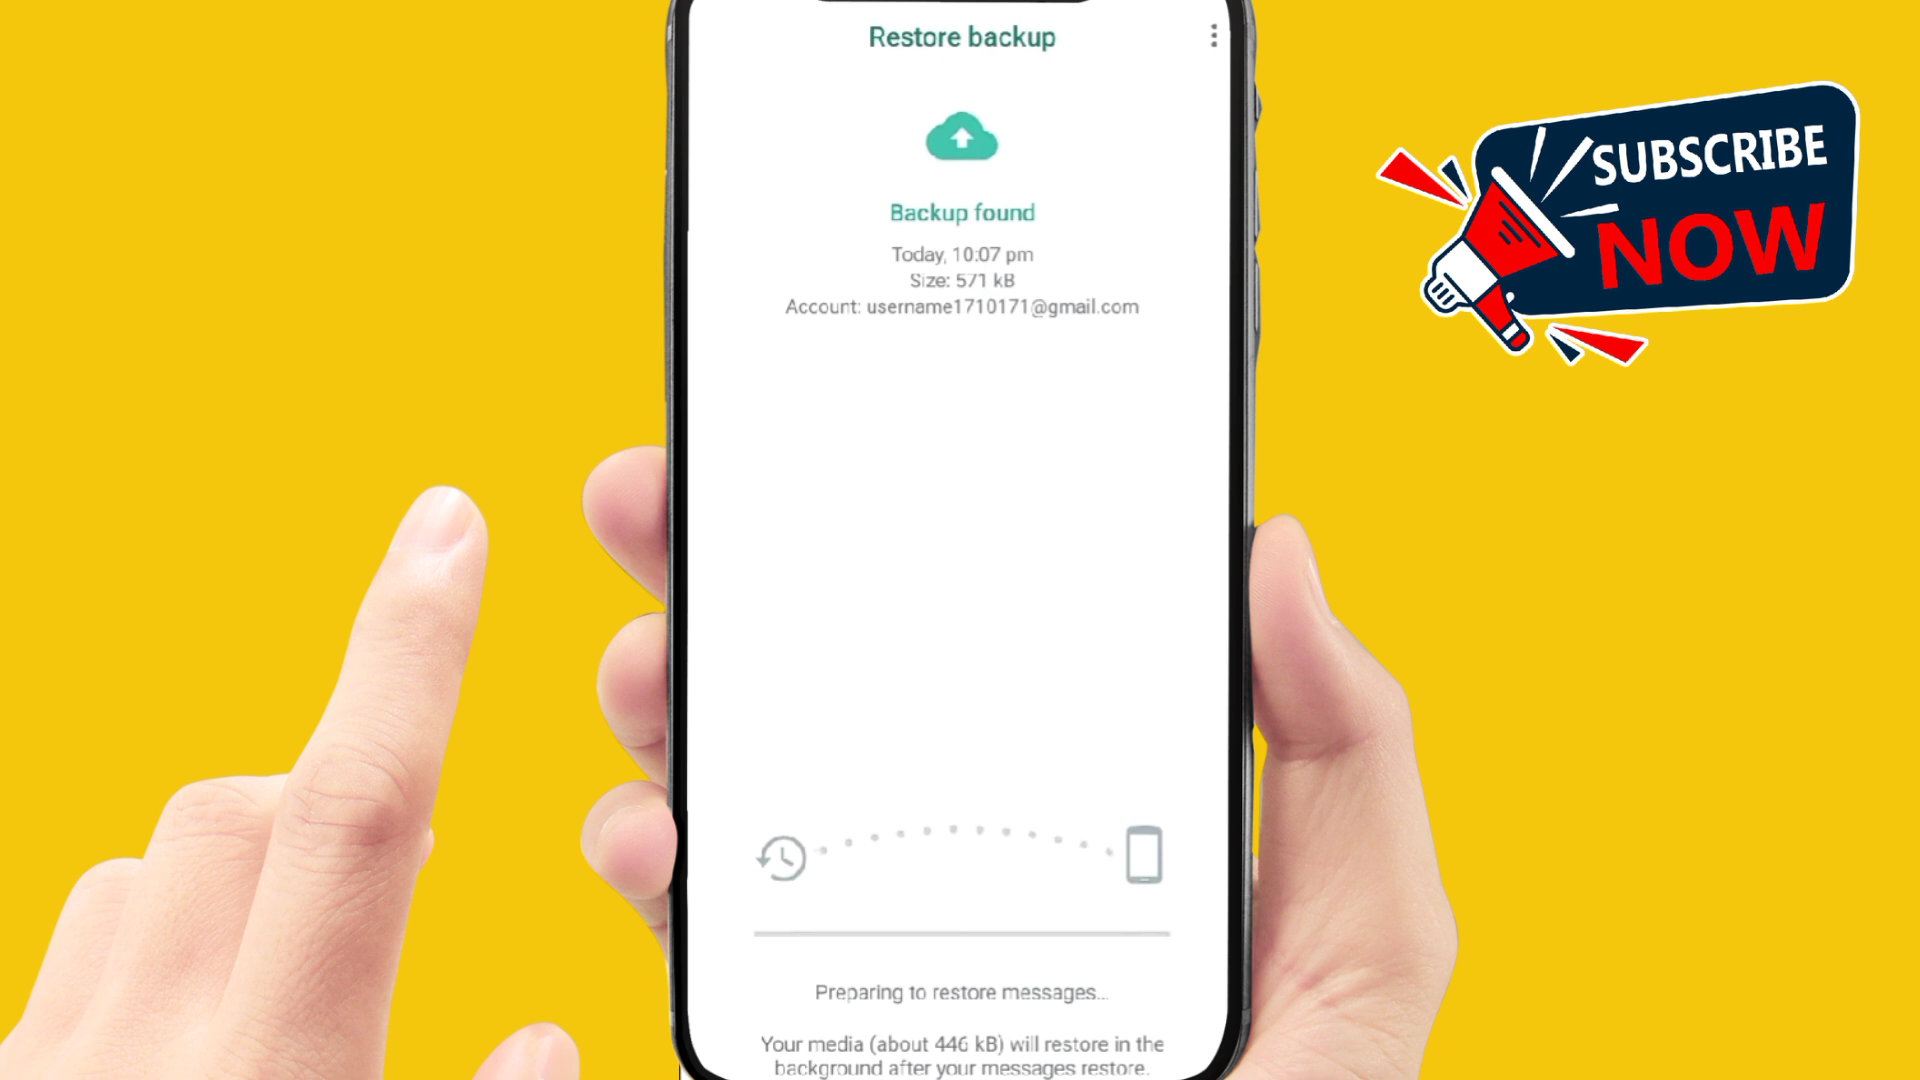 Restore backup
Backup found
Today, 10:07 pm
Size: 571 kB
Account: username1710171@gmail.com
Preparing to restore messages...
Your media (about 446 kB) will restore in the
background after your messages restore.
SUBSCRIBE
NOW